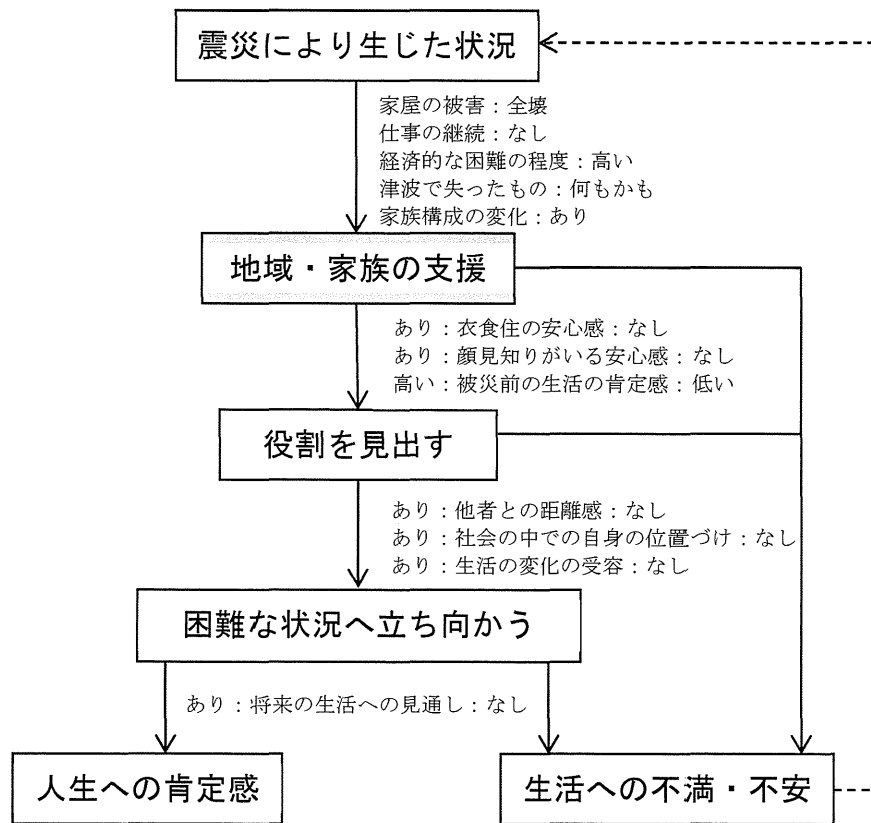 震災により生じた状況
家屋の被害：全壊
仕事の継続：なし
経済的な困難の程度：高い
津波で失ったもの：何もかも
家族構成の変化：あり
地域・家族の支援
あり：衣食住の安心感：なし
あり：顔見知りがいる安心感：なし
高い：被災前の生活の肯定感：低い
役割を見出す
あり：他者との距離感：なし
あり：社会の中での自身の位置づけ：なし
あり：生活の変化の受容：なし
困難な状況へ立ち向かう
あり：将来の生活への見通し：なし
人生への肯定感
生活への不満・不安